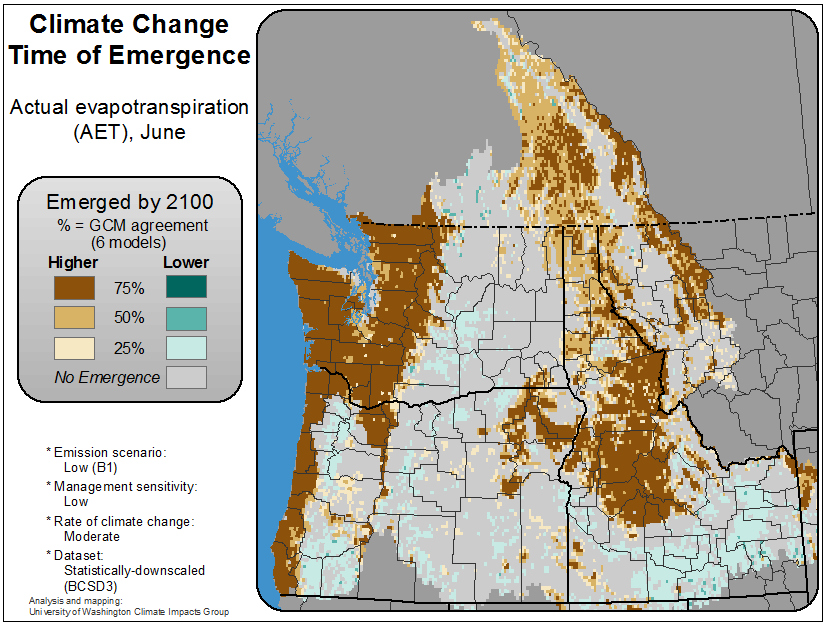 Climate Change
Time of Emergence
Actual evapotranspiration
(AET), June
Emerged by 2100
% = GCM agreement
(6 models)
Higher Lower
75%
50%
25%
No Emergence
* Emission scenario:
Low (B1)
* Management sensitivity:
Low
* Rate of climate change:
Moderate
* Dataset:
Statistically-downscaled
(BCSD3)
Analysis and mapping:
University of Washington Climate Impacts Group